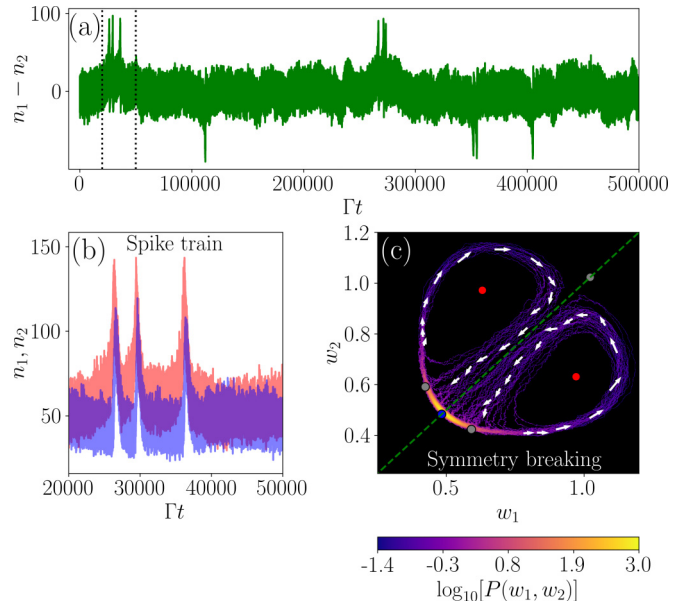 (a)
n₁ − n₂
100
0
0
100000
200000
300000
400000
500000
Γt
(b)
Spike train
n₁, n₂
150
100
50
20000
30000
40000
50000
Γt
(c)
w₂
1.2
1.0
0.8
0.6
0.4
Symmetry breaking
0.5
1.0
w₁
-1.4
-0.3
0.8
1.9
3.0
log₁₀[P(w₁, w₂)]